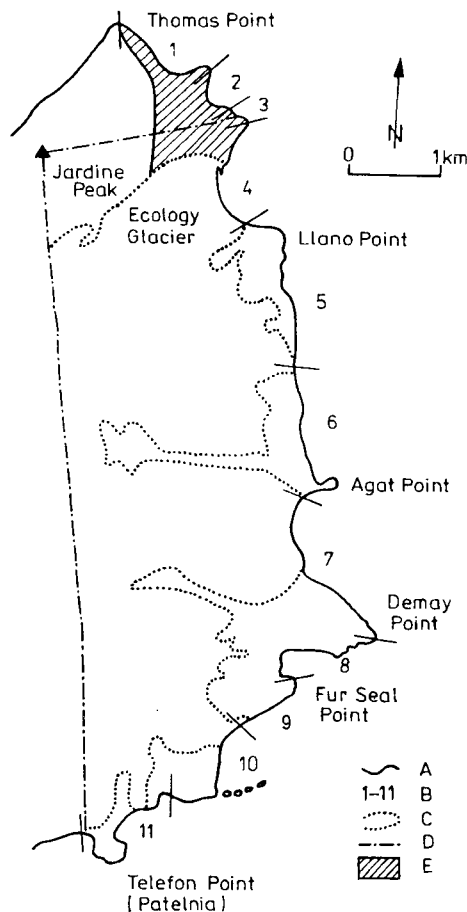 Thomas Point
1
2
3
N
0 1km
Jardine
Peak
Ecology
Glacier
4
Llano Point
5
6
Agat Point
7
Demay
Point
8
Fur Seal
Point
9
10
11
A
1-11 B
C
D
E
Telefon Point
(Patelnia)